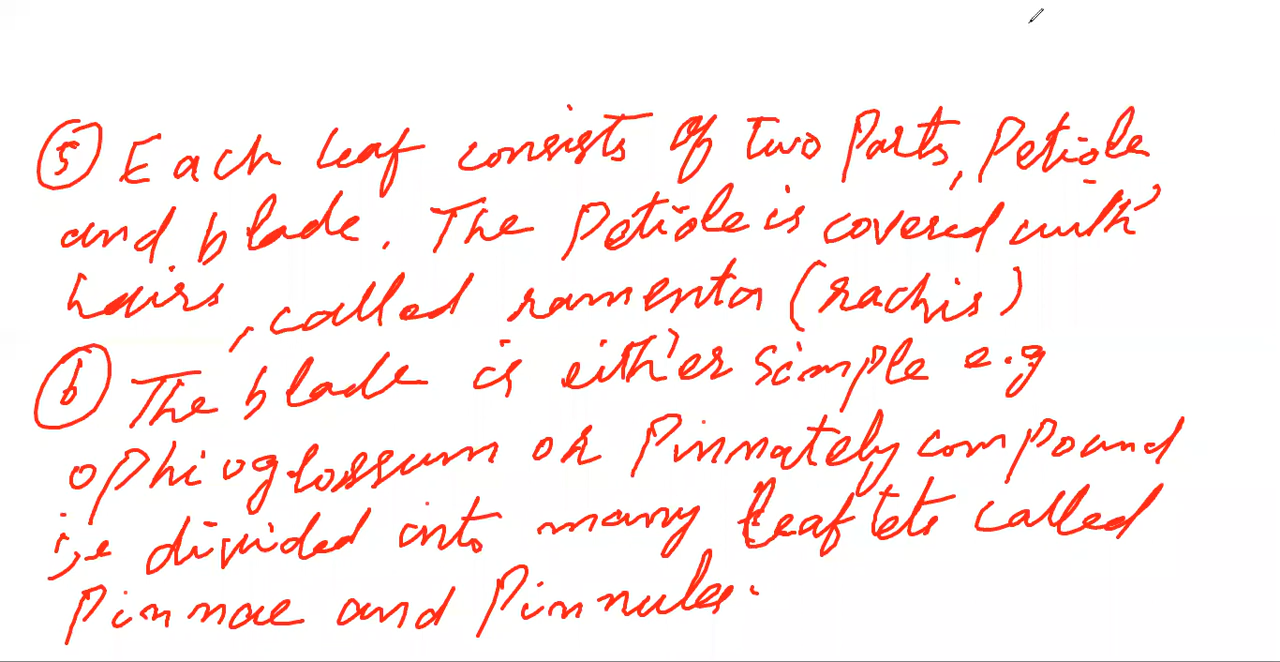 ⑤ Each leaf consists of two Parts, Petiole
and blade. The Petiole is covered with
hairs, called ramenta (rachis)
⑥ The blade is either simple e.g
ophioglossum or Pinnately compound
i,e divided into many leaflets called
Pinnae and Pinnules.